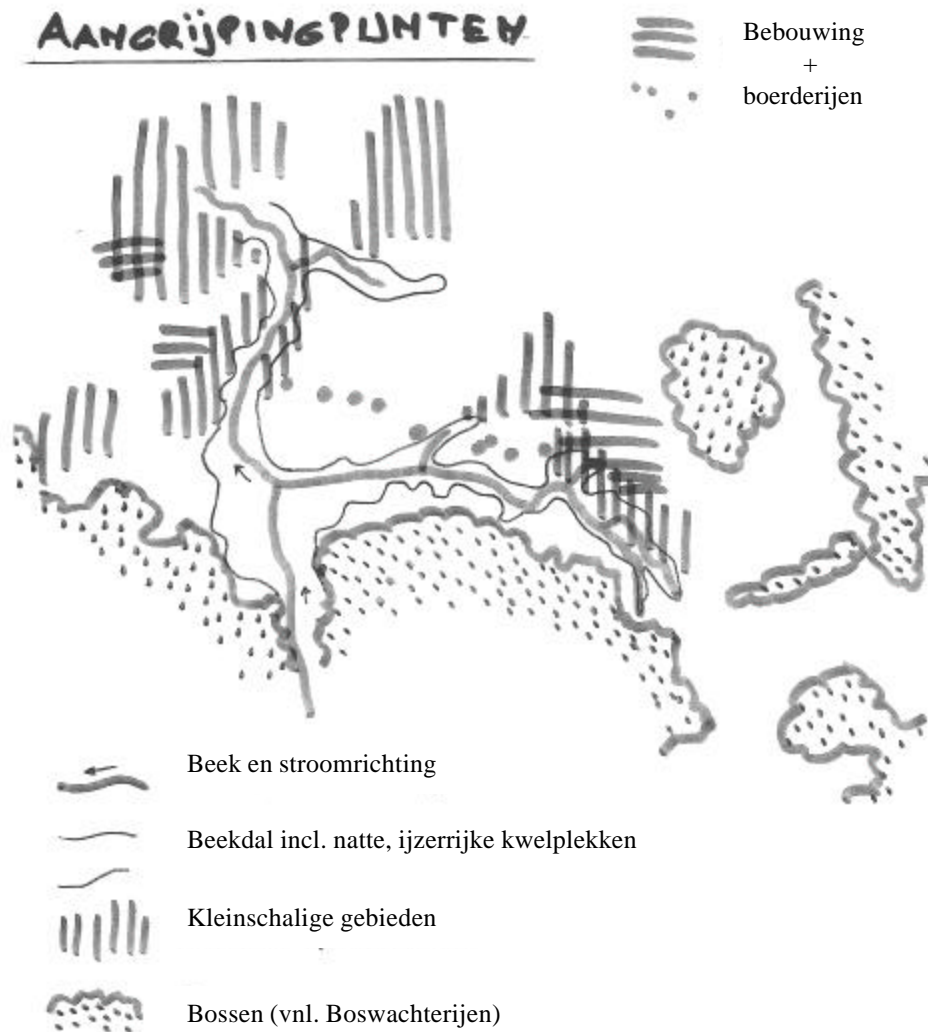 AANGRIJPINGPUNTEN
Bebouwing
+
boerderijen
Beek en stroomrichting
Beekdal incl. natte, ijzerrijke kwelplekken
Kleinschalige gebieden
Bossen (vnl. Boswachterijen)